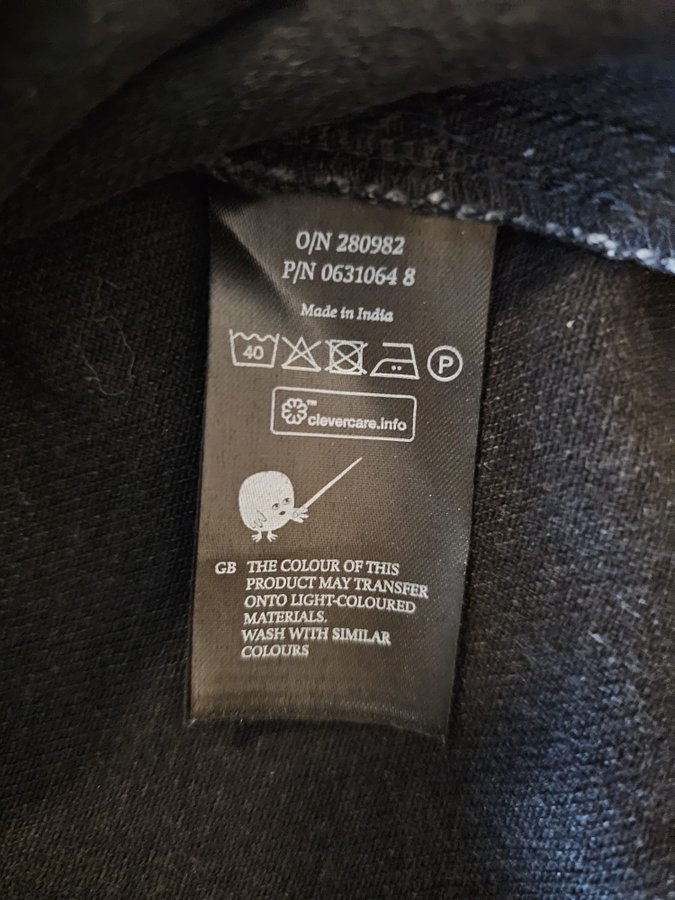 O/N 280982
P/N 0631064 8
Made in India
40 P
™ clevercare.info
GB THE COLOUR OF THIS
PRODUCT MAY TRANSFER
ONTO LIGHT-COLOURED
MATERIALS.
WASH WITH SIMILAR
COLOURS